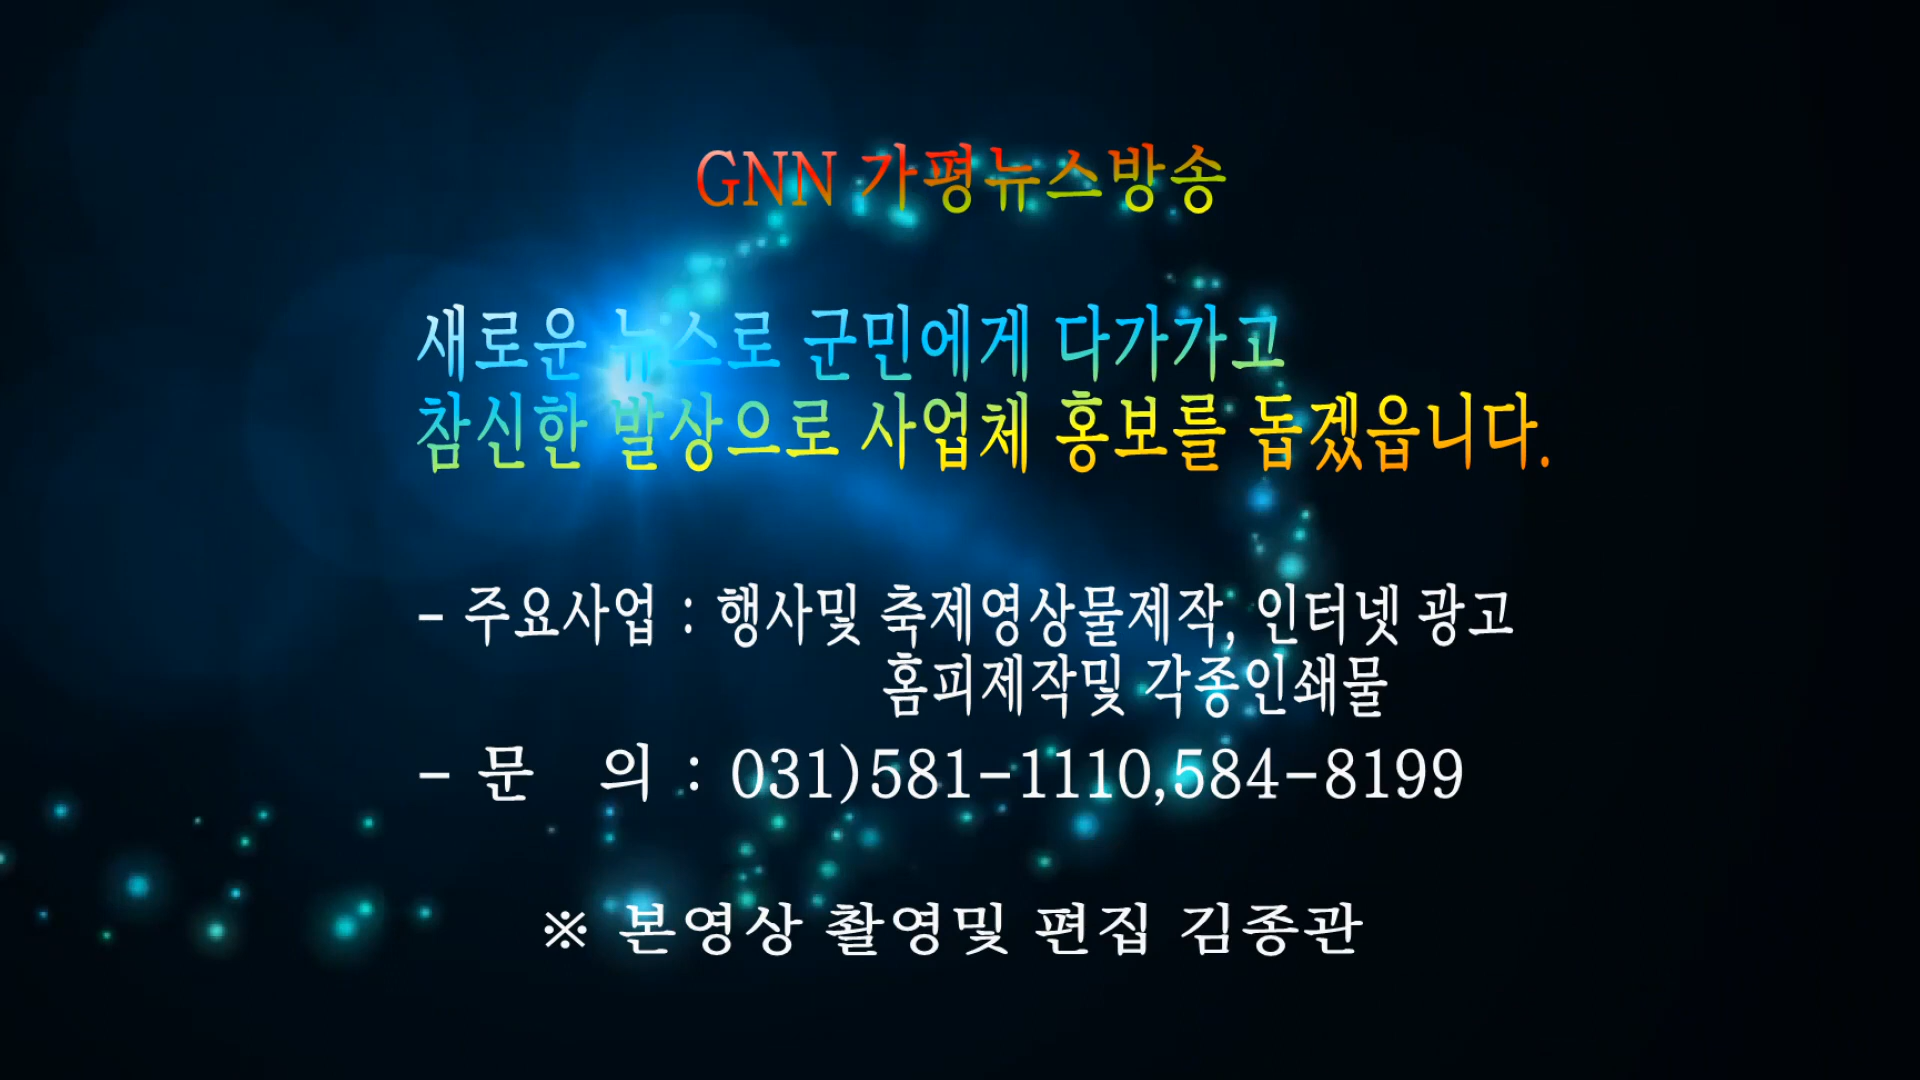 GNN 가평뉴스방송
새로운 뉴스로 군민에게 다가가고
참신한 발상으로 사업체 홍보를 돕겠읍니다.
- 주요사업 : 행사및 축제영상물제작, 인터넷 광고
홈피제작및 각종인쇄물
- 문 의 : 031)581-1110,584-8199
※ 본영상 촬영및 편집 김종관